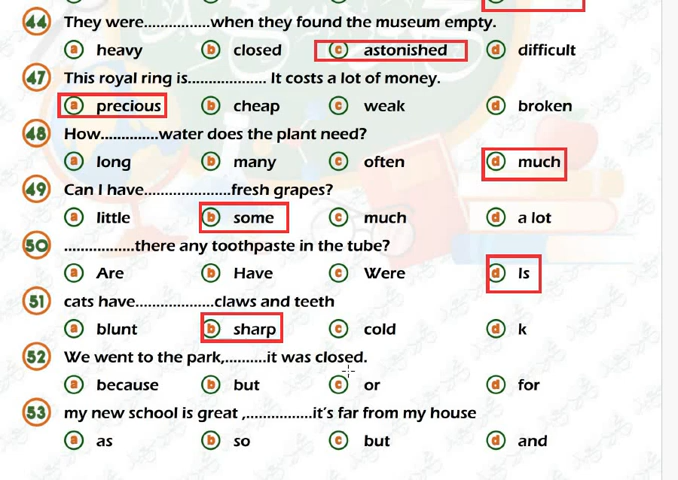 44 They were...............when they found the museum empty.
a heavy b closed c astonished d difficult
47 This royal ring is.................. It costs a lot of money.
a precious b cheap c weak d broken
48 How.............water does the plant need?
a long b many c often d much
49 Can I have....................fresh grapes?
a little b some c much d a lot
50 ................there any toothpaste in the tube?
a Are b Have c Were d Is
51 cats have..................claws and teeth
a blunt b sharp c cold d k
52 We went to the park,..........it was closed.
a because b but c or d for
53 my new school is great ,...............it's far from my house
a as b so c but d and